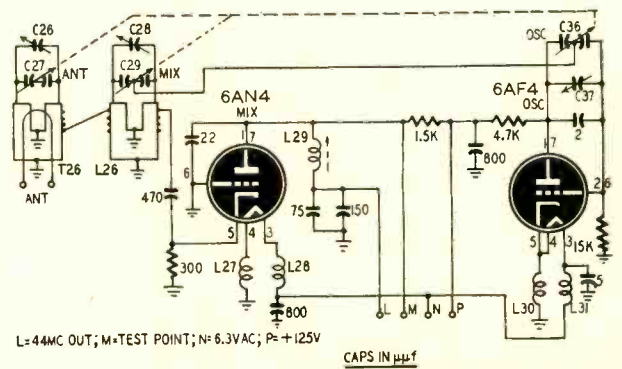 C26
C28
C36
OSC
C27
ANT
C29
MIX
6AN4
MIX
6AF4
OSC
C37
22
7
L29
1.5K
4.7K
2
T26
L26
800
17
ANT
470
6
75
150
2
6
5
4
3
15K
300
L27
L28
5
4
3
800
L
M
N
P
L30
L31
5
L=44MC OUT; M=TEST POINT; N=6.3VAC; P=+125V
CAPS IN µµf